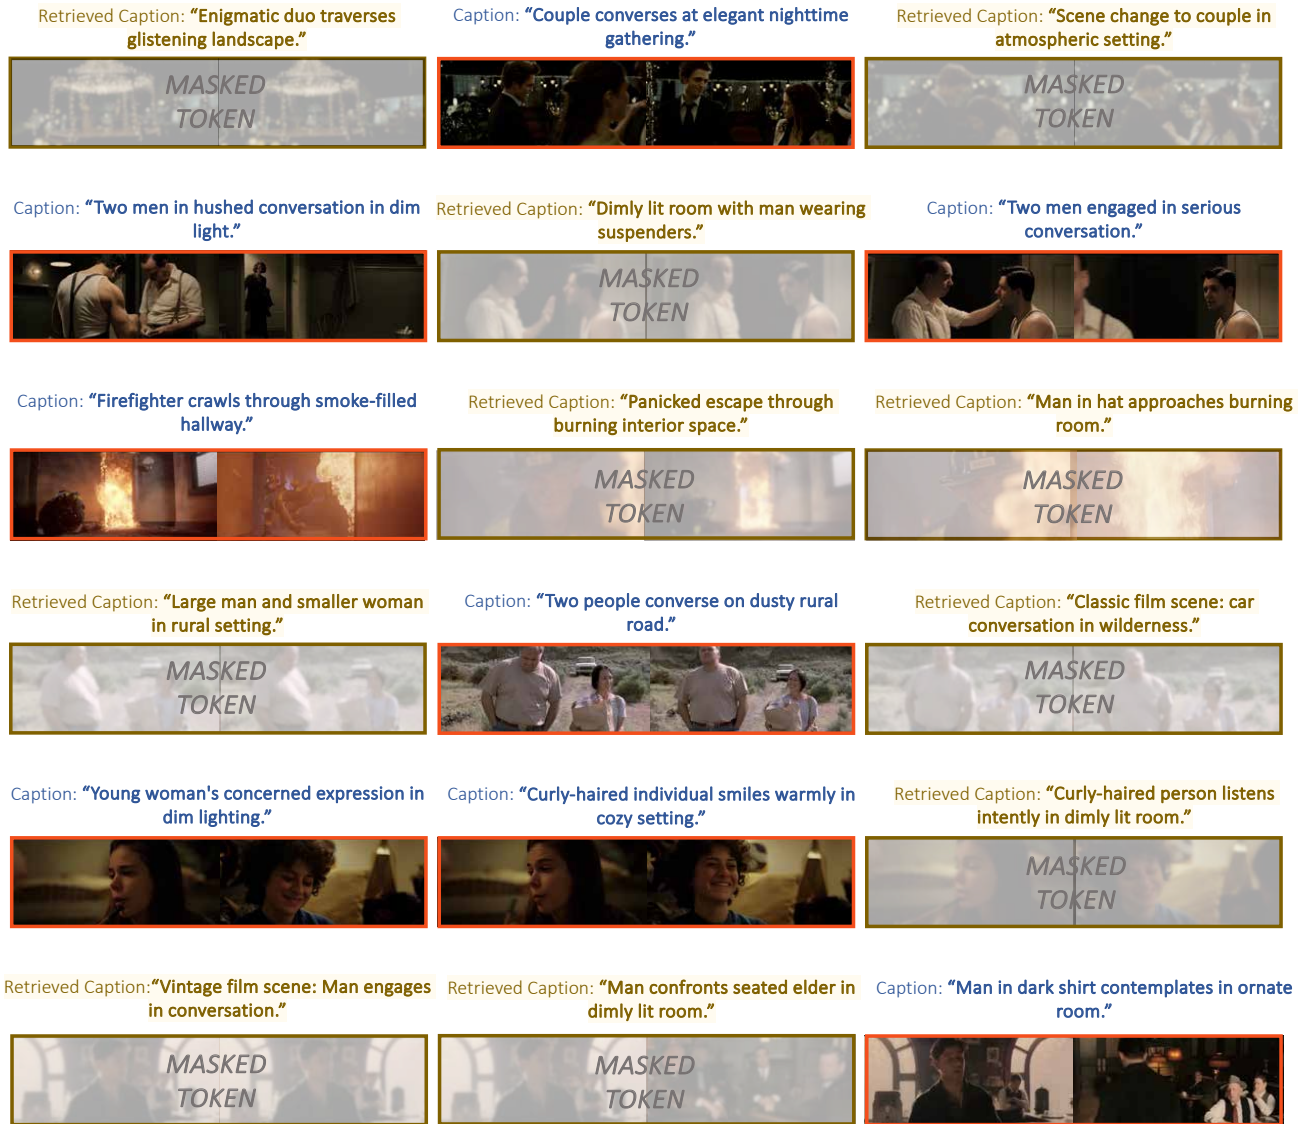 Retrieved Caption: “Enigmatic duo traverses
glistening landscape.”
MASKED
TOKEN
Caption: “Couple converses at elegant nighttime
gathering.”
Retrieved Caption: “Scene change to couple in
atmospheric setting.”
MASKED
TOKEN
Caption: “Two men in hushed conversation in dim
light.”
Retrieved Caption: “Dimly lit room with man wearing
suspenders.”
MASKED
TOKEN
Caption: “Two men engaged in serious
conversation.”
Caption: “Firefighter crawls through smoke-filled
hallway.”
Retrieved Caption: “Panicked escape through
burning interior space.”
MASKED
TOKEN
Retrieved Caption: “Man in hat approaches burning
room.”
MASKED
TOKEN
Retrieved Caption: “Large man and smaller woman
in rural setting.”
MASKED
TOKEN
Caption: “Two people converse on dusty rural
road.”
Retrieved Caption: “Classic film scene: car
conversation in wilderness.”
MASKED
TOKEN
Caption: “Young woman's concerned expression in
dim lighting.”
Caption: “Curly-haired individual smiles warmly in
cozy setting.”
Retrieved Caption: “Curly-haired person listens
intently in dimly lit room.”
MASKED
TOKEN
Retrieved Caption:“Vintage film scene: Man engages
in conversation.”
MASKED
TOKEN
Retrieved Caption: “Man confronts seated elder in
dimly lit room.”
MASKED
TOKEN
Caption: “Man in dark shirt contemplates in ornate
room.”